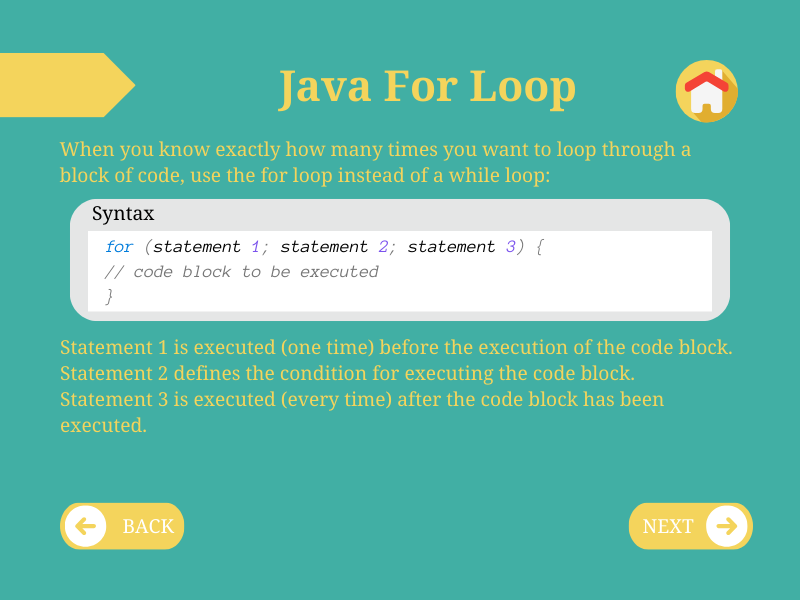 Java For Loop
When you know exactly how many times you want to loop through a
block of code, use the for loop instead of a while loop:
Syntax
for (statement 1; statement 2; statement 3) {
// code block to be executed
}
Statement 1 is executed (one time) before the execution of the code block.
Statement 2 defines the condition for executing the code block.
Statement 3 is executed (every time) after the code block has been
executed.
BACK
NEXT